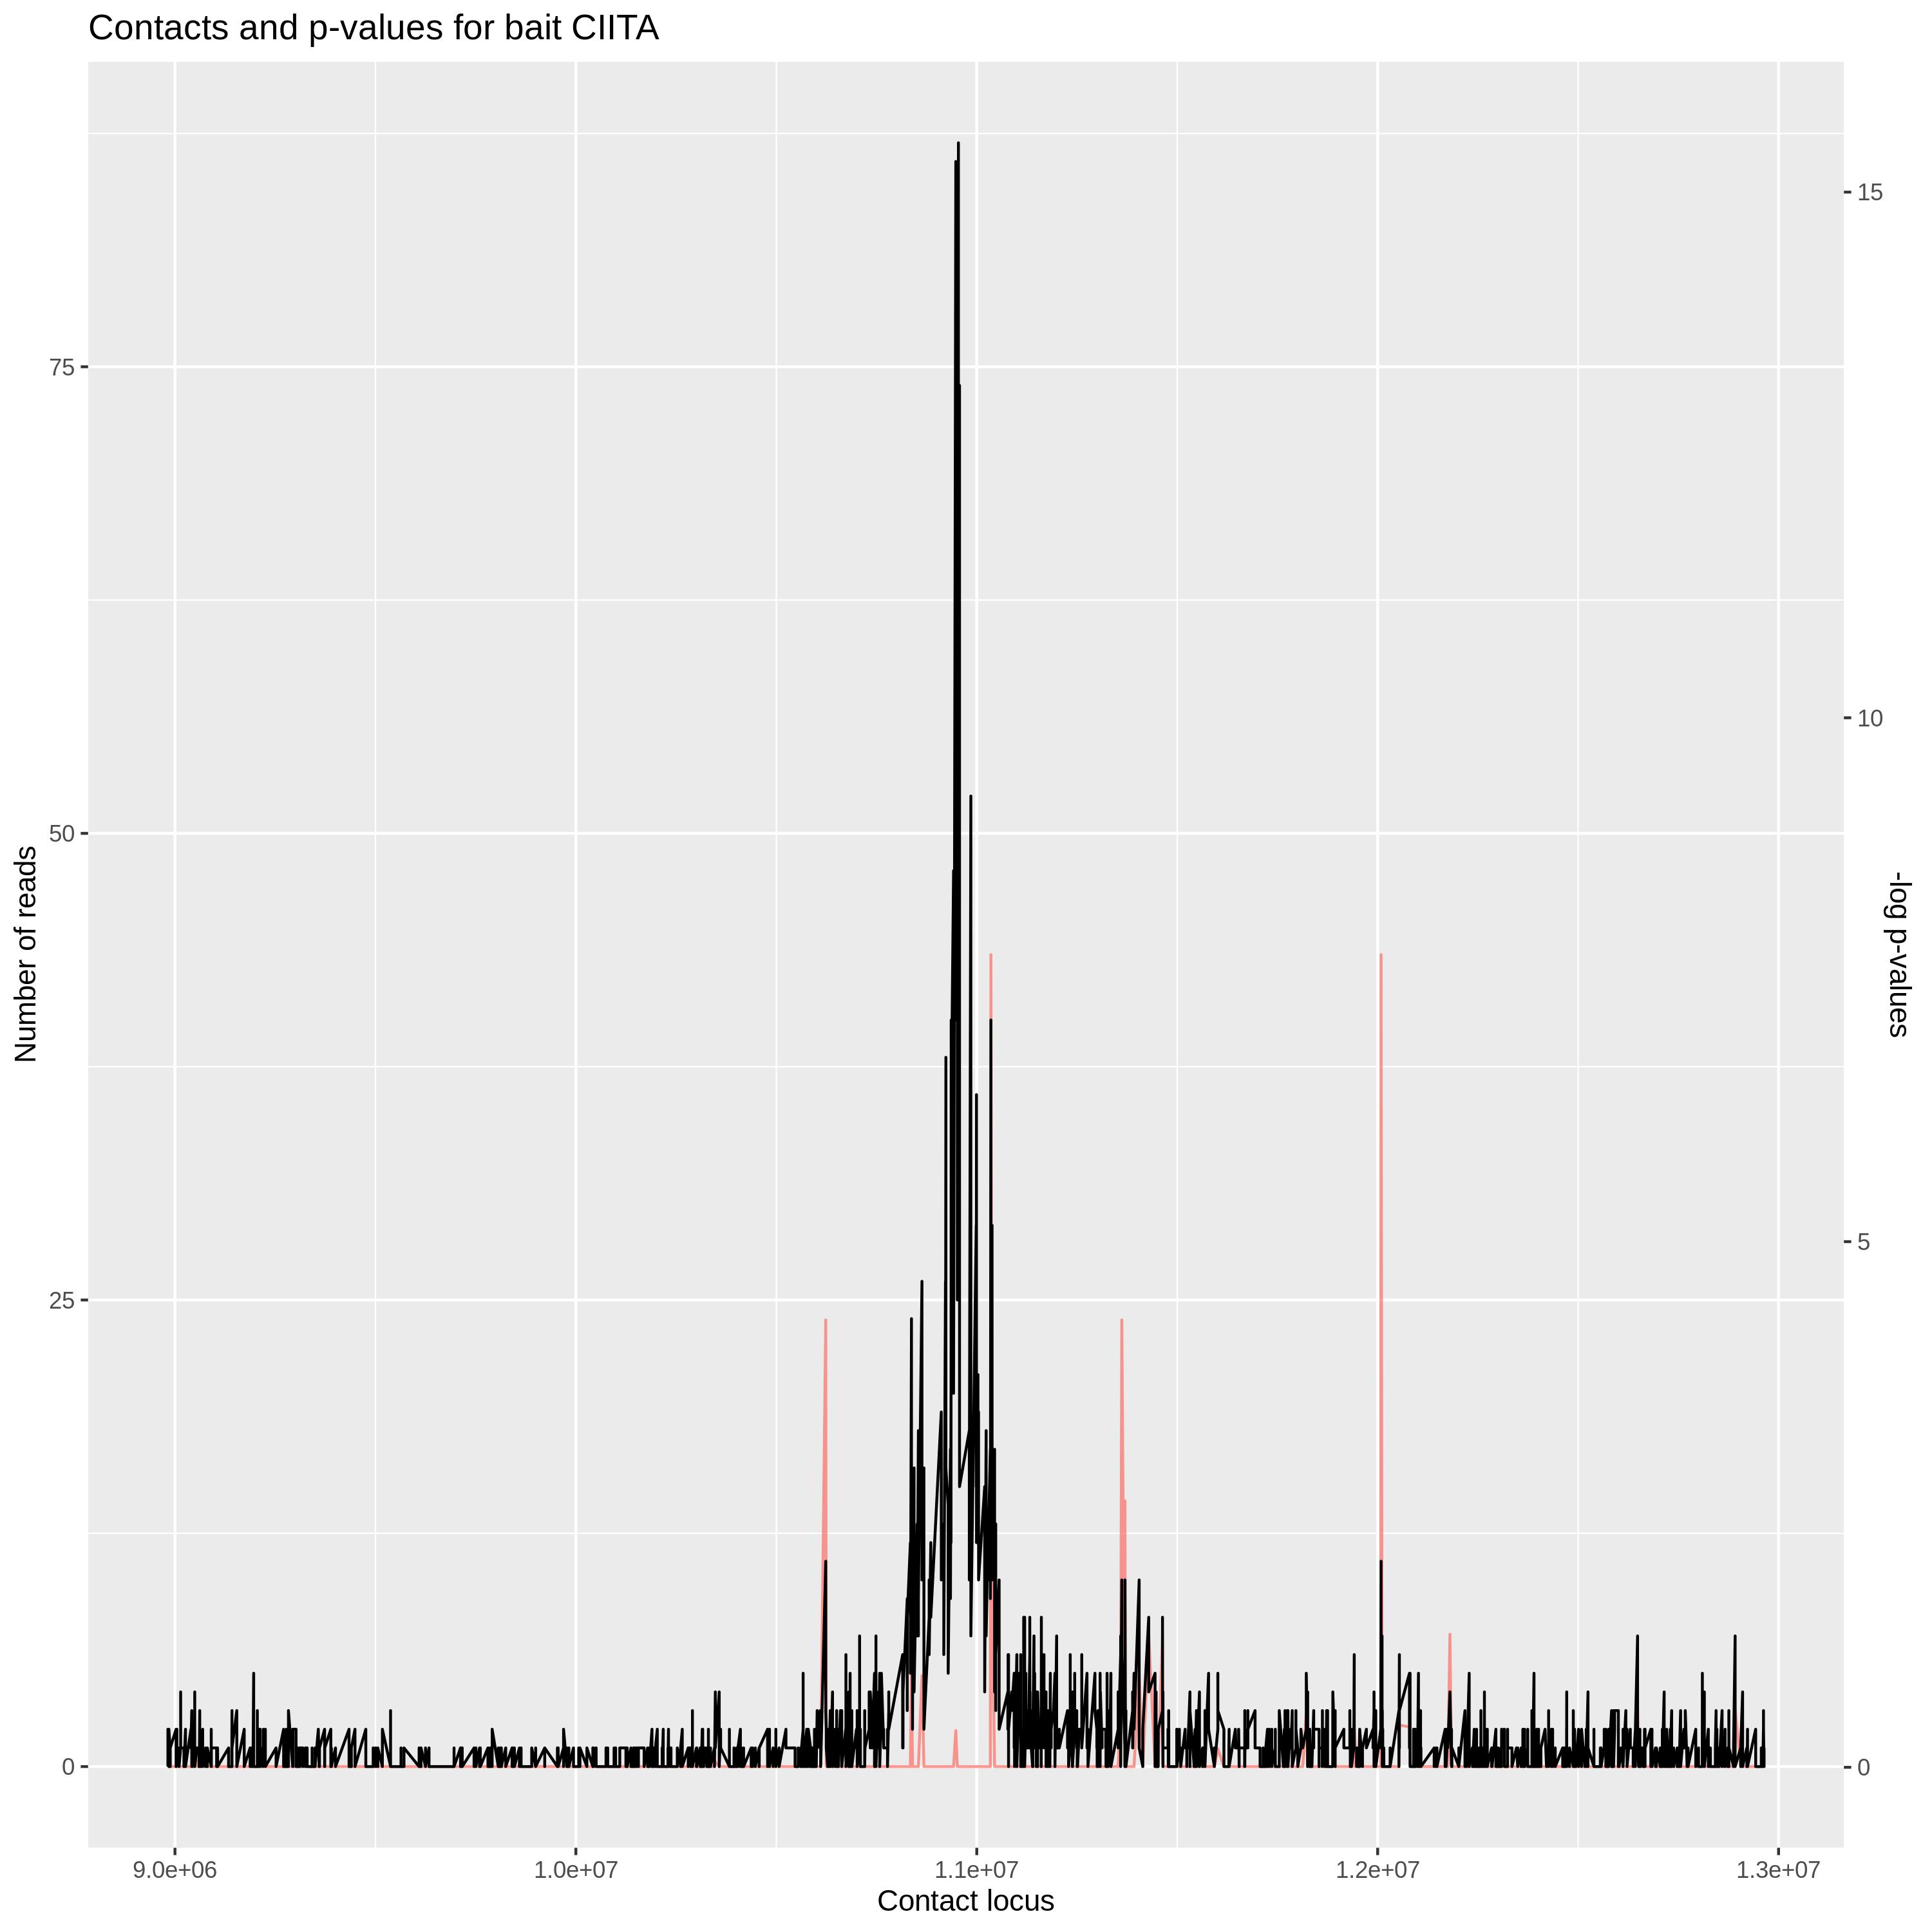 Contacts and p-values for bait CIITA
Number of reads
75
50
25
0
15
10
5
0
-log p-values
9.0e+06 1.0e+07 1.1e+07 1.2e+07 1.3e+07
Contact locus